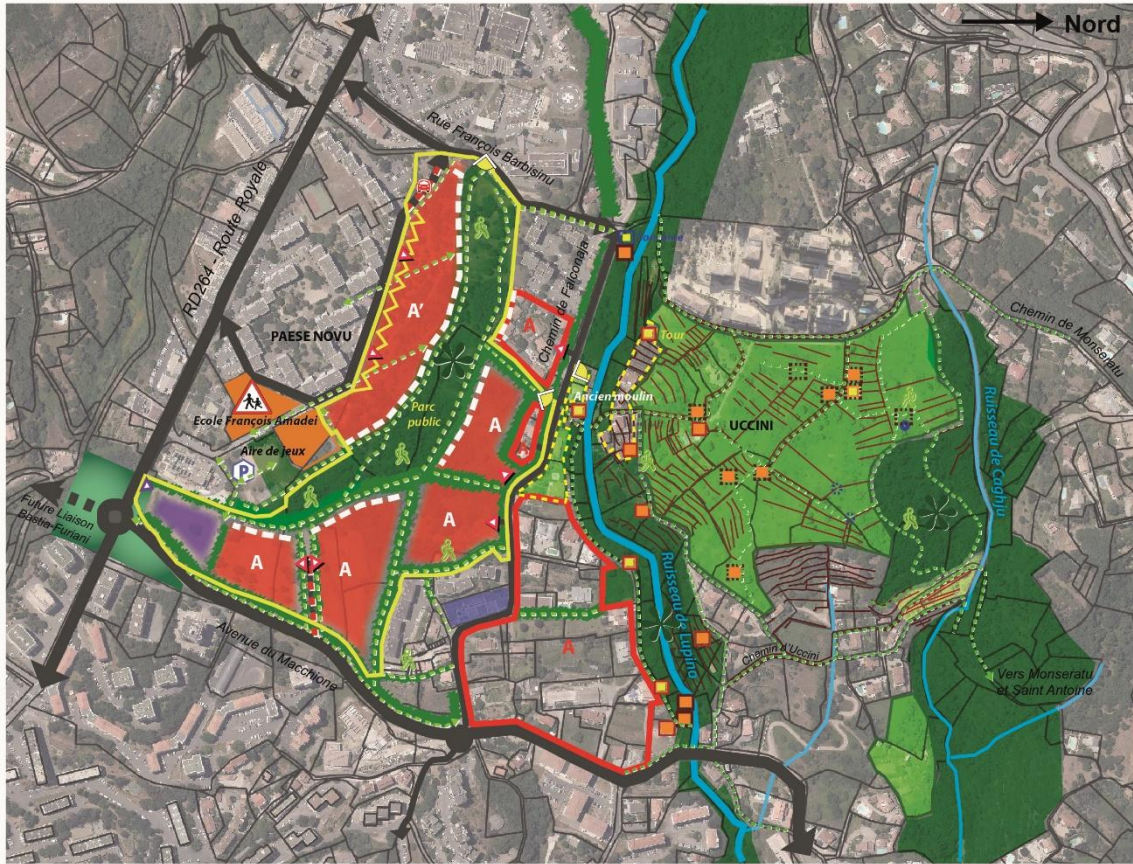 Nord
Rue François Barbisinu
RD264 - Route Royale
Chemin de Falconaja
Chemin de Monseratu
A'
A
PAESE NOVU
Tour
Ancien moulin
Ecole François Amadei
Parc
public
A
UCCINI
Ruisseau de Caghju
Aire de jeux
P
Future Liaison
Bastia-Furiani
A
A
A
Ruisseau de Lupino
Avenue du Macchione
A
Chemin d'Uccini
Vers Monseratu
et Saint Antoine